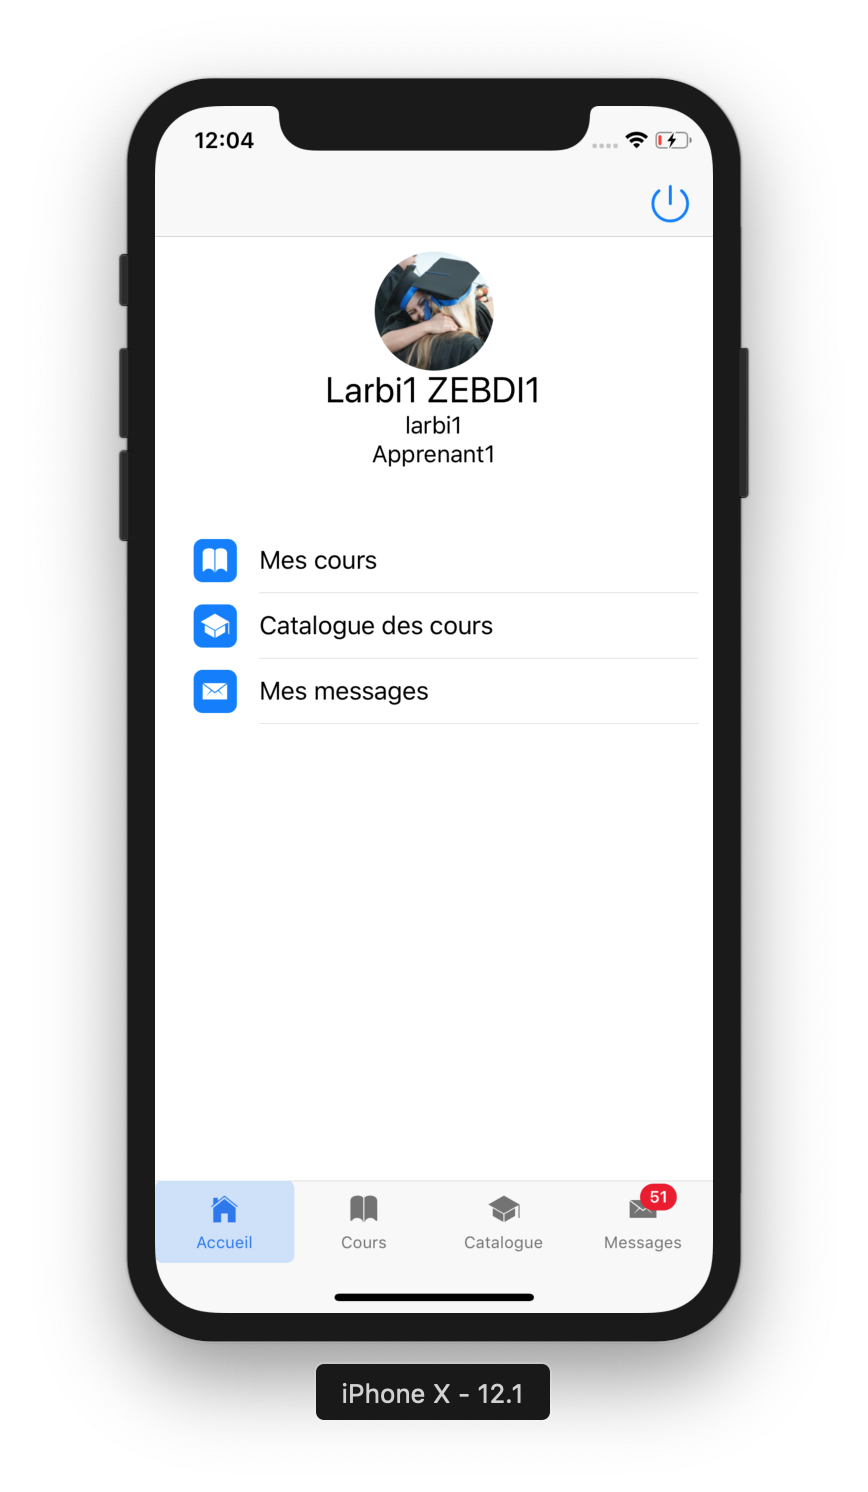 12:04
Larbi1 ZEBDI1
larbi1
Apprenant1
Mes cours
Catalogue des cours
Mes messages
51
Accueil
Cours
Catalogue
Messages
iPhone X - 12.1